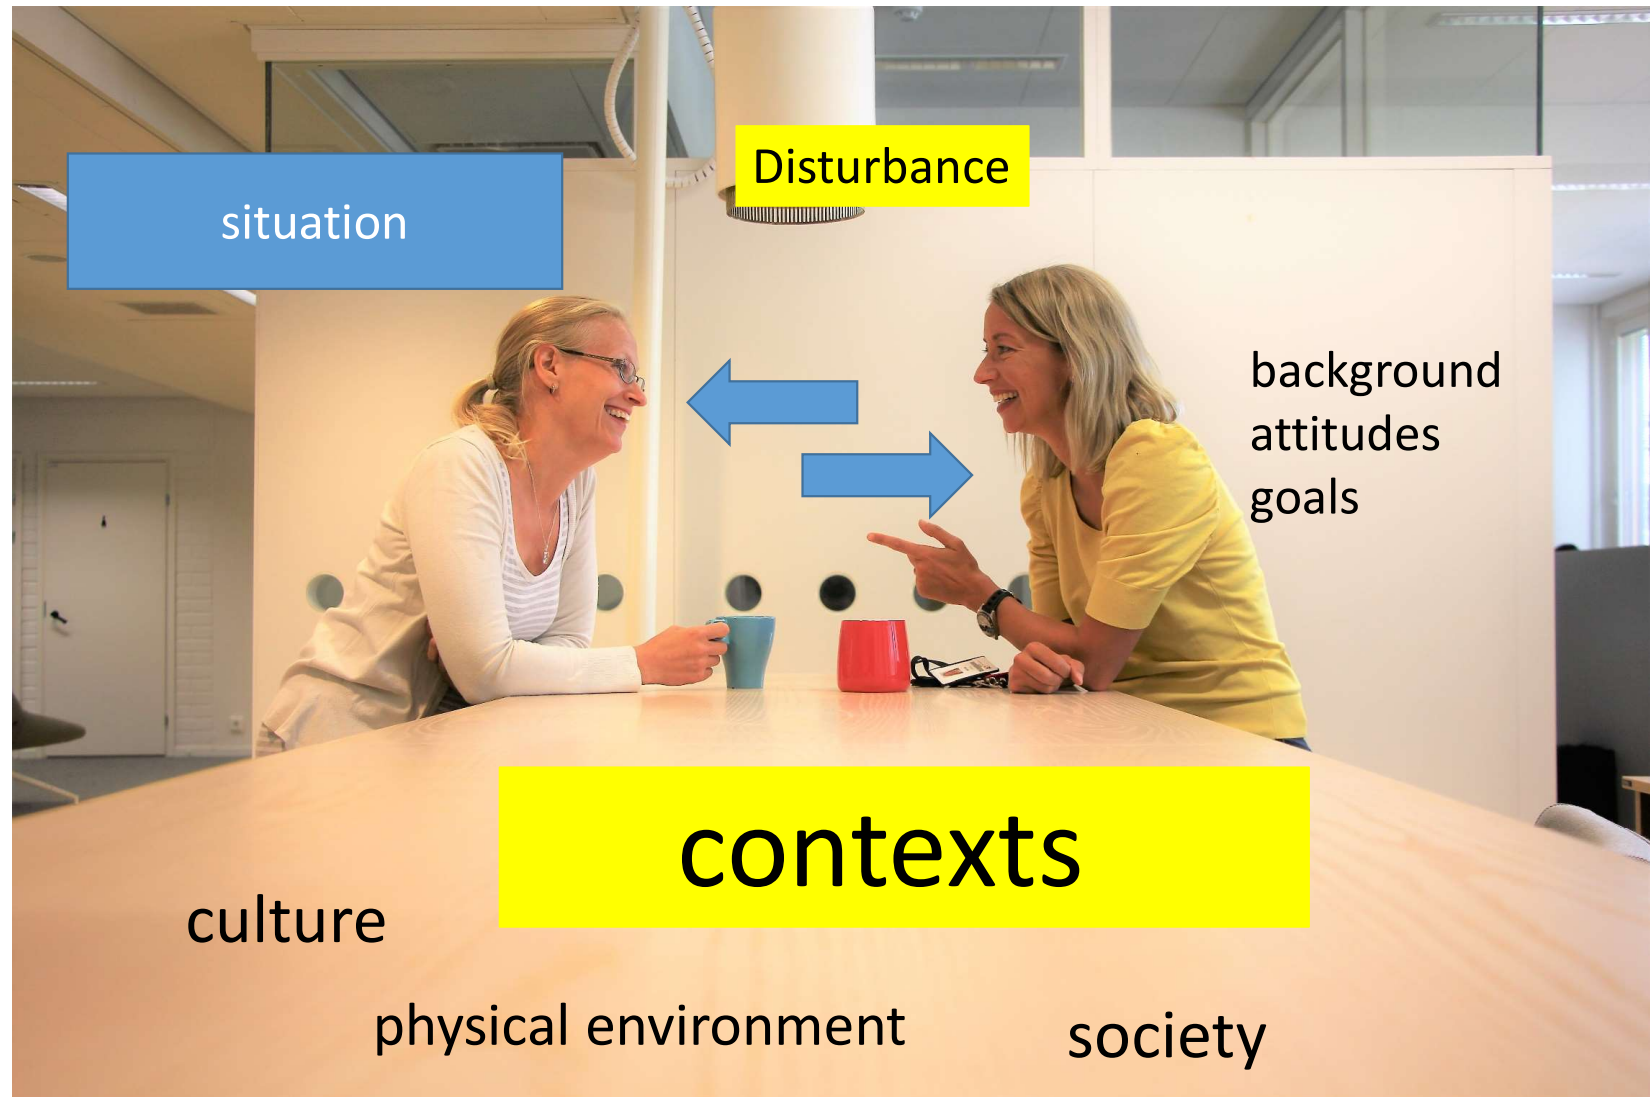 Disturbance
situation
background
attitudes
goals
contexts
culture
physical environment
society